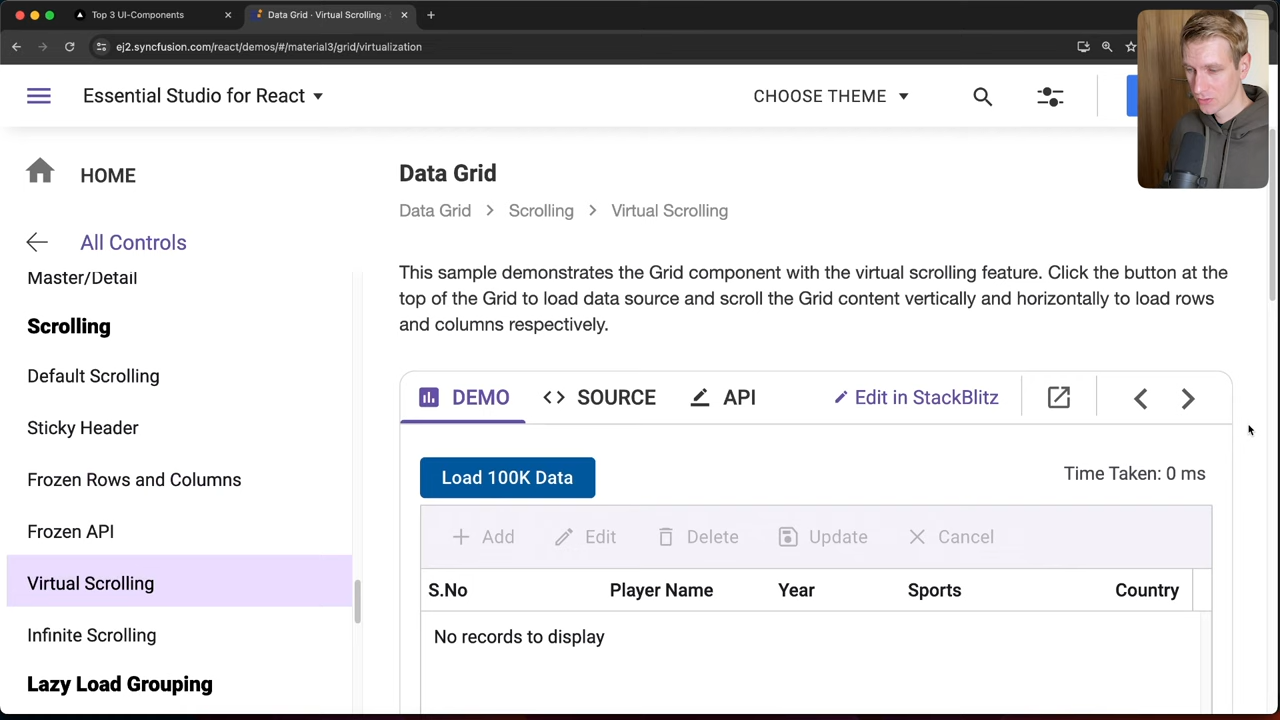 Top 3 UI-Components
Data Grid · Virtual Scrolling ·
ej2.syncfusion.com/react/demos/#/material3/grid/virtualization
Essential Studio for React
CHOOSE THEME
HOME
All Controls
Master/Detail
Scrolling
Default Scrolling
Sticky Header
Frozen Rows and Columns
Frozen API
Virtual Scrolling
Infinite Scrolling
Lazy Load Grouping
Data Grid
Data Grid > Scrolling > Virtual Scrolling
This sample demonstrates the Grid component with the virtual scrolling feature. Click the button at the
top of the Grid to load data source and scroll the Grid content vertically and horizontally to load rows
and columns respectively.
DEMO <> SOURCE API Edit in StackBlitz
Load 100K Data
Time Taken: 0 ms
+ Add Edit Delete Update Cancel
S.No Player Name Year Sports Country
No records to display